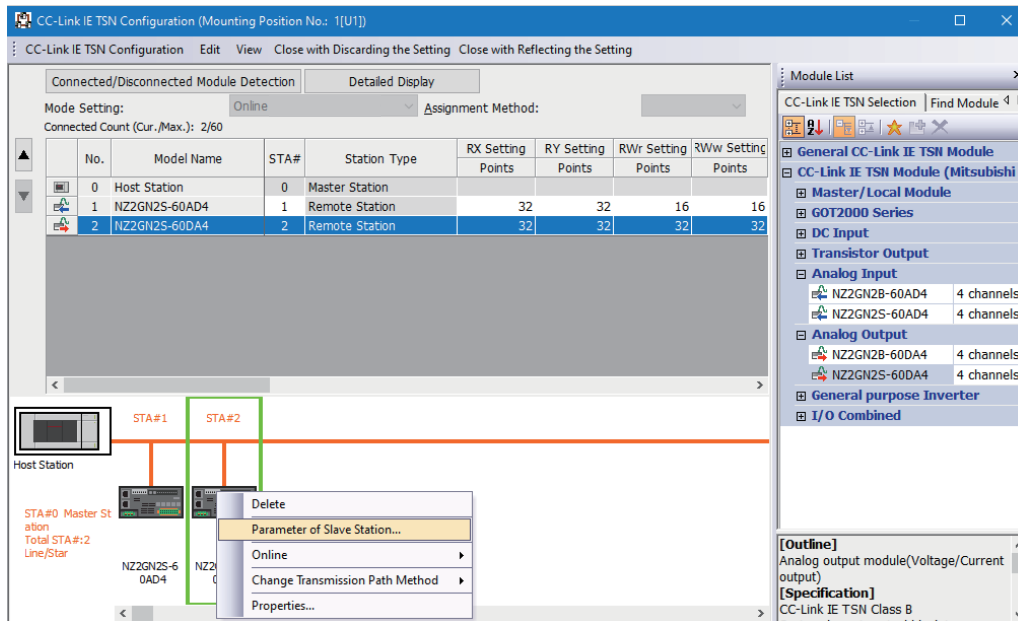 CC-Link IE TSN Configuration (Mounting Position No.: 1[U1])
CC-Link IE TSN Configuration Edit View Close with Discarding the Setting Close with Reflecting the Setting
Connected/Disconnected Module Detection Detailed Display
Mode Setting: Online Assignment Method:
Connected Count (Cur./Max.): 2/60
No. Model Name STA# Station Type RX Setting RY Setting RWr Setting RWw Setting
Points Points Points Points
0 Host Station 0 Master Station
1 NZ2GN2S-60AD4 1 Remote Station 32 32 16 16
2 NZ2GN2S-60DA4 2 Remote Station 32 32 32 32
STA#1 STA#2
Host Station
STA#0 Master St
ation
Total STA#:2
Line/Star
NZ2GN2S-6
0AD4
NZ2
Delete
Parameter of Slave Station...
Online
Change Transmission Path Method
Properties...
Module List
CC-Link IE TSN Selection Find Module
General CC-Link IE TSN Module
CC-Link IE TSN Module (Mitsubishi
Master/Local Module
GOT2000 Series
DC Input
Transistor Output
Analog Input
NZ2GN2B-60AD4 4 channels
NZ2GN2S-60AD4 4 channels
Analog Output
NZ2GN2B-60DA4 4 channels
NZ2GN2S-60DA4 4 channels
General purpose Inverter
I/O Combined
[Outline]
Analog output module(Voltage/Current
output)
[Specification]
CC-Link IE TSN Class B